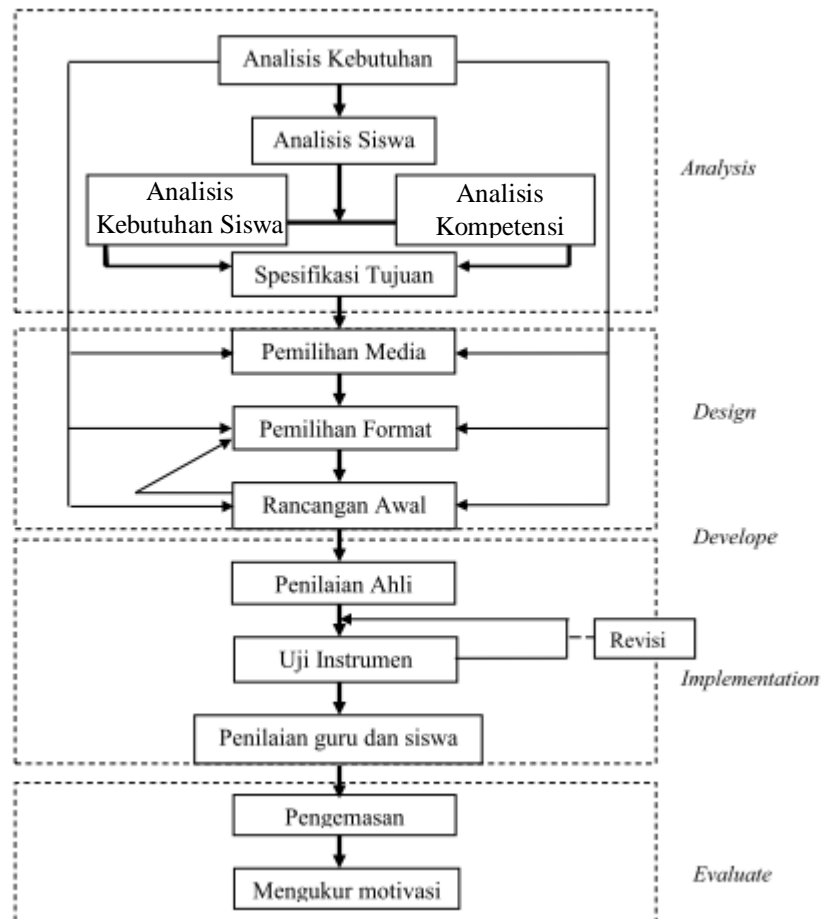 Analisis Kebutuhan
Analisis Siswa
Analysis
Analisis
Kebutuhan Siswa
Analisis
Kompetensi
Spesifikasi Tujuan
Pemilihan Media
Design
Pemilihan Format
Rancangan Awal
Develope
Penilaian Ahli
Revisi
Uji Instrumen
Implementation
Penilaian guru dan siswa
Pengemasan
Evaluate
Mengukur motivasi